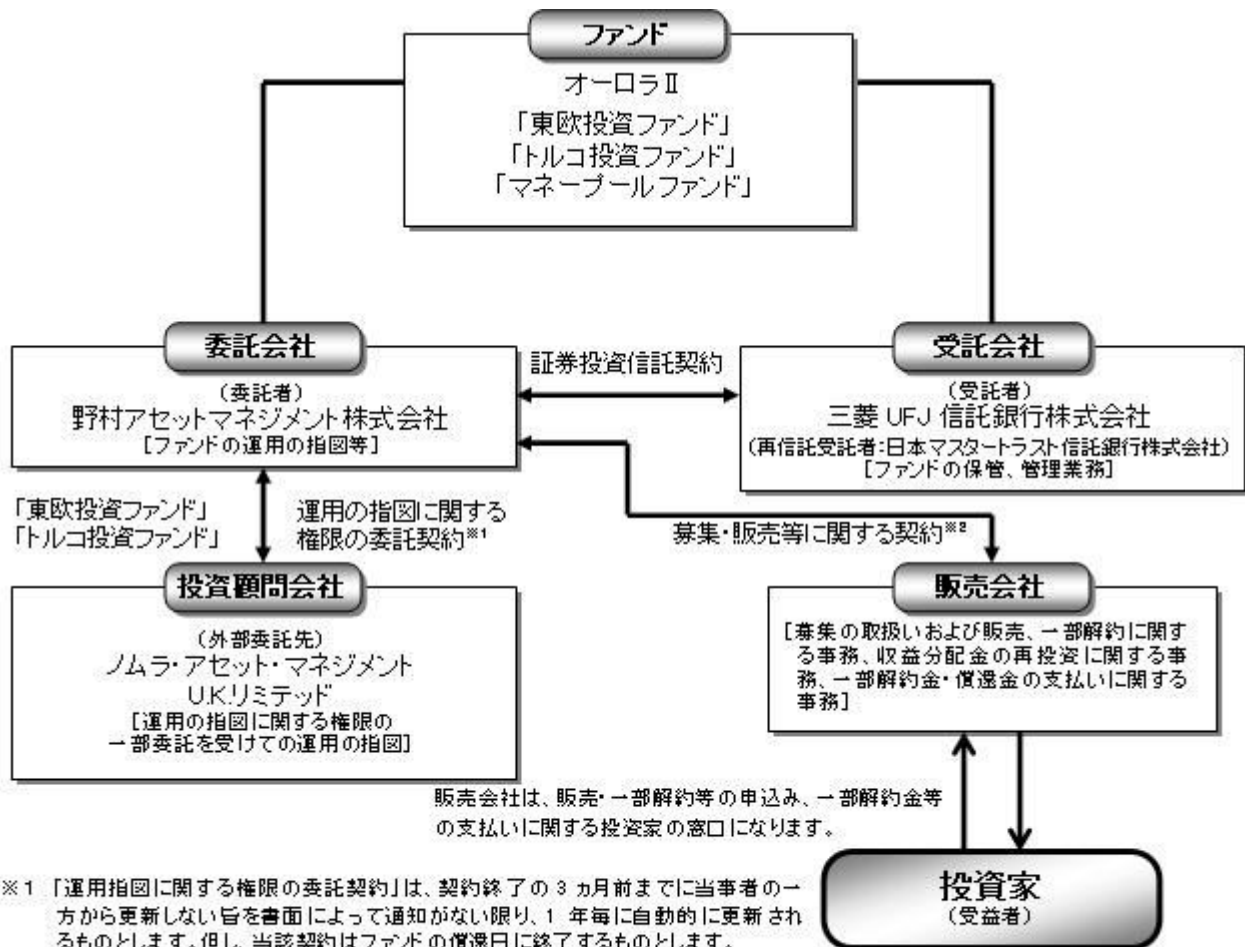 ファンド
オーロラⅡ
「東欧投資ファンド」
「トルコ投資ファンド」
「マネープールファンド」
委託会社
(委託者)
野村アセットマネジメント株式会社
[ファンドの運用の指図等]
証券投資信託契約
受託会社
(受託者)
三菱UFJ信託銀行株式会社
(再信託受託者:日本マスタートラスト信託銀行株式会社)
[ファンドの保管、管理業務]
「東欧投資ファンド」
「トルコ投資ファンド」
運用の指図に関する
権限の委託契約※1
募集・販売等に関する契約※2
投資顧問会社
(外部委託先)
ノムラ・アセット・マネジメント
U.K.リミテッド
[運用の指図に関する権限の
一部委託を受けての運用の指図]
販売会社
[募集の取扱いおよび販売、一部解約に関す
る事務、収益分配金の再投資に関する事
務、一部解約金・償還金の支払いに関する
事務]
販売会社は、販売・一部解約等の申込み、一部解約金等
の支払いに関する投資家の窓口になります。
投資家
(受益者)
※1 「運用指図に関する権限の委託契約」は、契約終了の3ヵ月前までに当事者の一
方から更新しない旨を書面によって通知がない限り、1年毎に自動的に更新され
るものとします。但し、当該契約はファンドの償還日に終了するものとします。